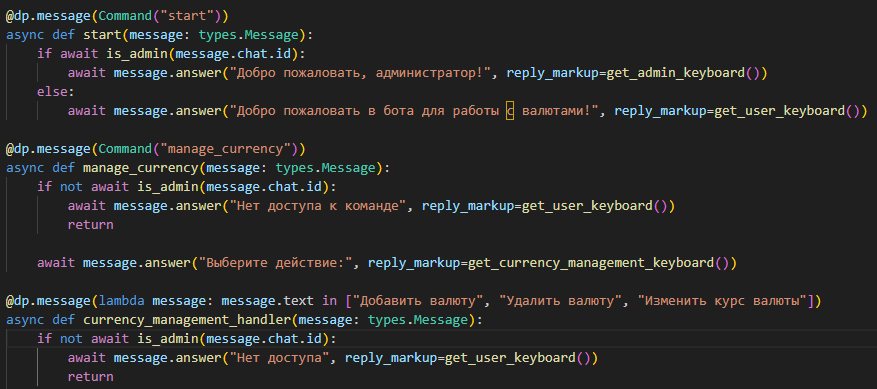 @dp.message(Command("start"))
async def start(message: types.Message):
    if await is_admin(message.chat.id):
        await message.answer("Добро пожаловать, администратор!", reply_markup=get_admin_keyboard())
    else:
        await message.answer("Добро пожаловать в бота для работы с валютами!", reply_markup=get_user_keyboard())

@dp.message(Command("manage_currency"))
async def manage_currency(message: types.Message):
    if not await is_admin(message.chat.id):
        await message.answer("Нет доступа к команде", reply_markup=get_user_keyboard())
        return

    await message.answer("Выберите действие:", reply_markup=get_currency_management_keyboard())

@dp.message(lambda message: message.text in ["Добавить валюту", "Удалить валюту", "Изменить курс валюты"])
async def currency_management_handler(message: types.Message):
    if not await is_admin(message.chat.id):
        await message.answer("Нет доступа", reply_markup=get_user_keyboard())
        return